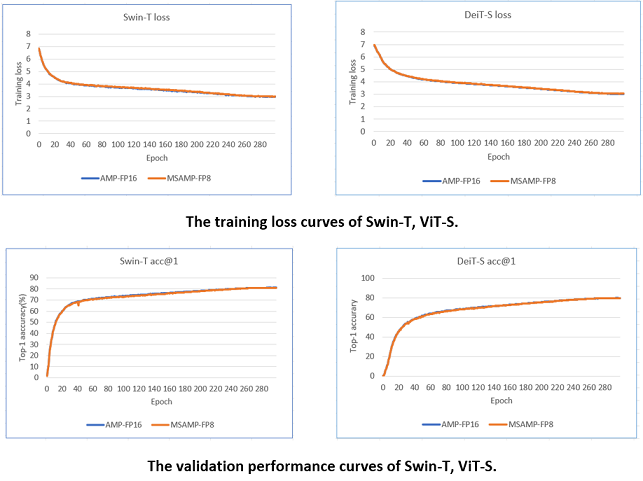 Swin-T loss
8
7
6
5
4
3
2
1
0
Training loss
0 20 40 60 80 100 120 140 160 180 200 220 240 260 280
Epoch
AMP-FP16 MSAMP-FP8
DeiT-S loss
8
7
6
5
4
3
2
1
0
Training loss
0 20 40 60 80 100 120 140 160 180 200 220 240 260 280
Epoch
AMP-FP16 MSAMP-FP8
The training loss curves of Swin-T, ViT-S.
Swin-T acc@1
90
80
70
60
50
40
30
20
10
0
Top-1 aaccuracy(%)
0 20 40 60 80 100 120 140 160 180 200 220 240 260 280
Epoch
AMP-FP16 MSAMP-FP8
DeiT-S acc@1
100
80
60
40
20
0
Top-1 accurary
0 20 40 60 80 100 120 140 160 180 200 220 240 260 280
Epoch
AMP-FP16 MSAMP-FP8
The validation performance curves of Swin-T, ViT-S.